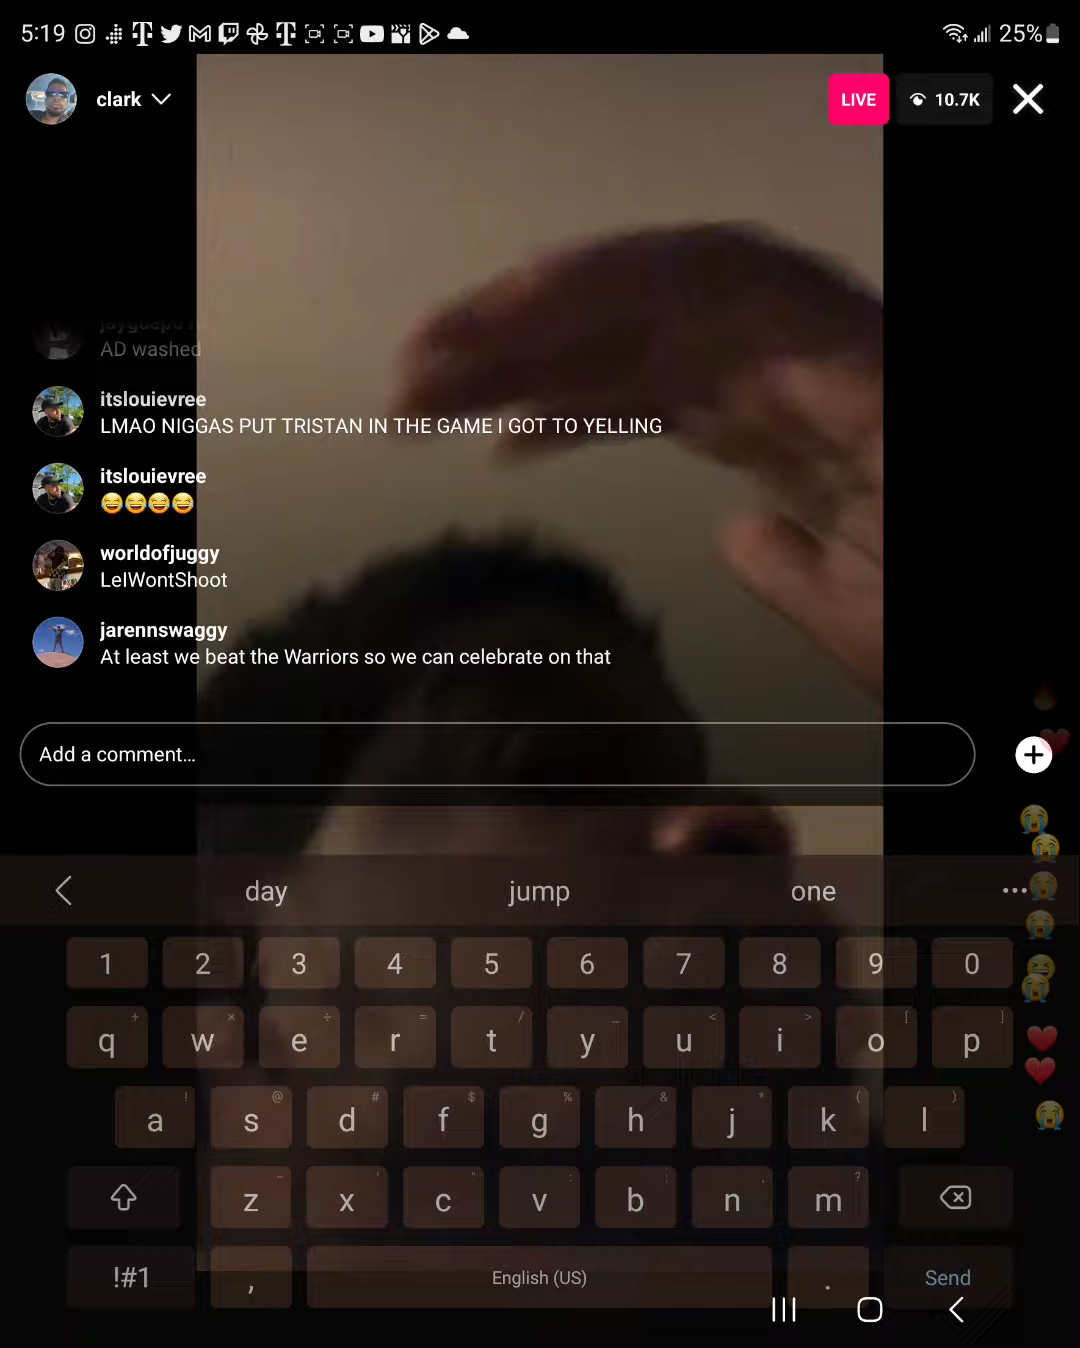 5:19 25%
clark
LIVE 10.7K
AD washed
itslouievree
LMAO NIGGAS PUT TRISTAN IN THE GAME I GOT TO YELLING
itslouievree
😂😂😂😂
worldofjuggy
LelWontShoot
jarennswaggy
At least we beat the Warriors so we can celebrate on that
Add a comment...
day jump one
1 2 3 4 5 6 7 8 9 0
q w e r t y u i o p
a s d f g h j k l
z x c v b n m
!#1 , English (US) . Send